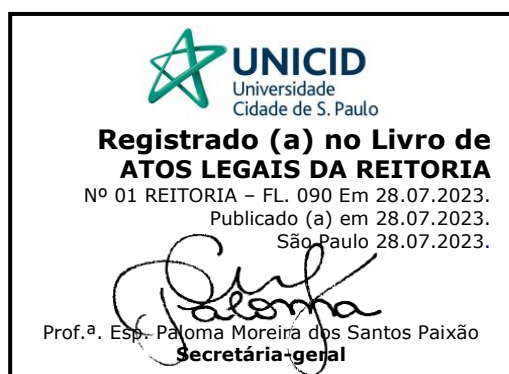 UNICID
Universidade
Cidade de S. Paulo
Registrado (a) no Livro de
ATOS LEGAIS DA REITORIA
Nº 01 REITORIA – FL. 090 Em 28.07.2023.
Publicado (a) em 28.07.2023.
São Paulo 28.07.2023.
Paloma
Prof.ª. Esp. Paloma Moreira dos Santos Paixão
Secretária-geral